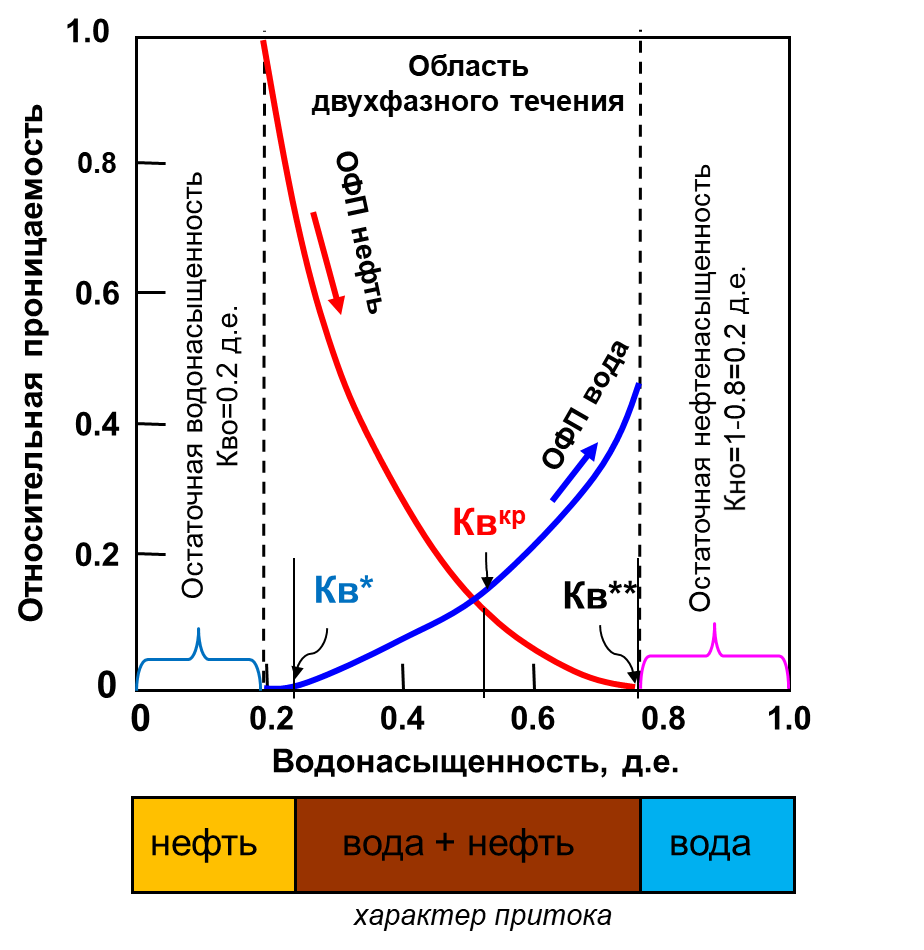 1.0
0.8
0.6
0.4
0.2
0
Относительная проницаемость
Область
двухфазного течения
Остаточная водонасыщенность
Кво=0.2 д.е.
ОФП нефть
ОФП вода
Остаточная нефтенасыщенность
Кно=1-0.8=0.2 д.е.
Кв*
Кв^кр
Кв**
0 0.2 0.4 0.6 0.8 1.0
Водонасыщенность, д.е.
нефть
вода + нефть
вода
характер притока